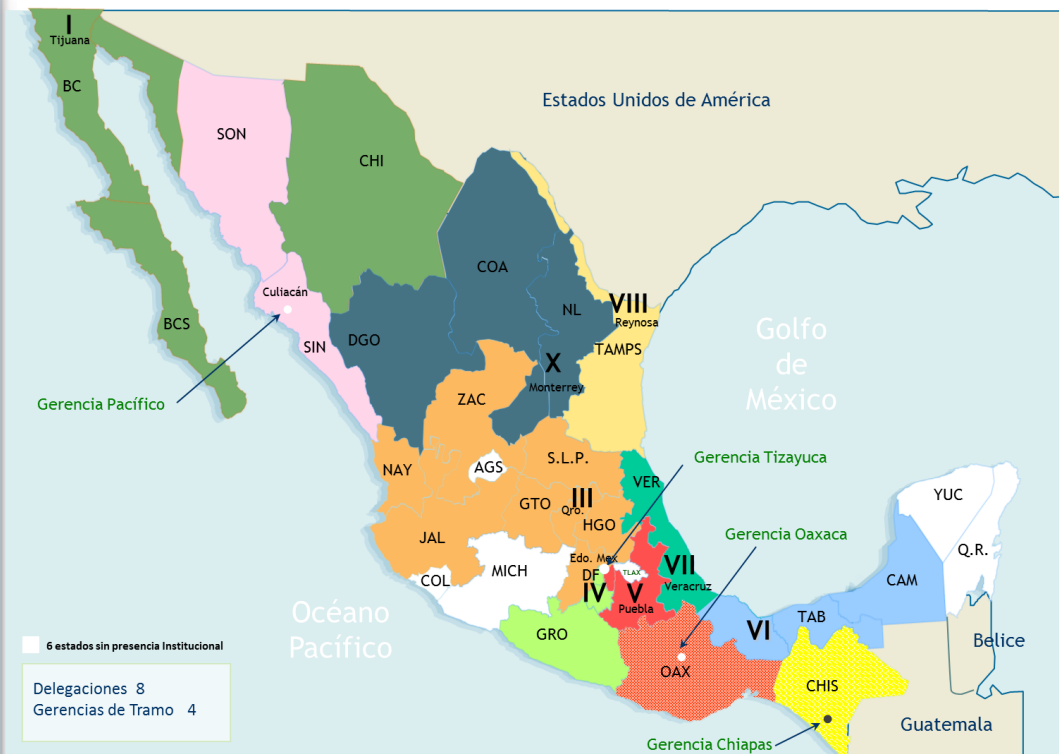 I
Tijuana
BC
Estados Unidos de América
SON
CHI
COA
Culiacán
NL
VIII
Reynosa
BCS
SIN
DGO
TAMPS
Golfo
de
México
X
Monterrey
Gerencia Pacífico
ZAC
NAY
AGS
S.L.P.
Gerencia Tizayuca
VER
YUC
GTO
III
Qro.
HGO
Gerencia Oaxaca
JAL
Q.R.
Edo. Mex
COL
MICH
DF
TLAX
VII
Veracruz
CAM
IV
V
Puebla
Océano
Pacífico
GRO
VI
TAB
Belice
6 estados sin presencia Institucional
OAX
CHIS
Delegaciones 8
Gerencias de Tramo 4
Guatemala
Gerencia Chiapas